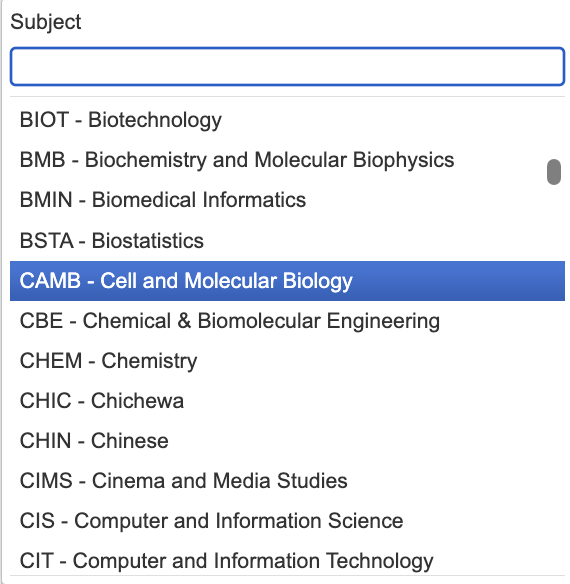 Subject
BIOT - Biotechnology
BMB - Biochemistry and Molecular Biophysics
BMIN - Biomedical Informatics
BSTA - Biostatistics
CAMB - Cell and Molecular Biology
CBE - Chemical & Biomolecular Engineering
CHEM - Chemistry
CHIC - Chichewa
CHIN - Chinese
CIMS - Cinema and Media Studies
CIS - Computer and Information Science
CIT - Computer and Information Technology